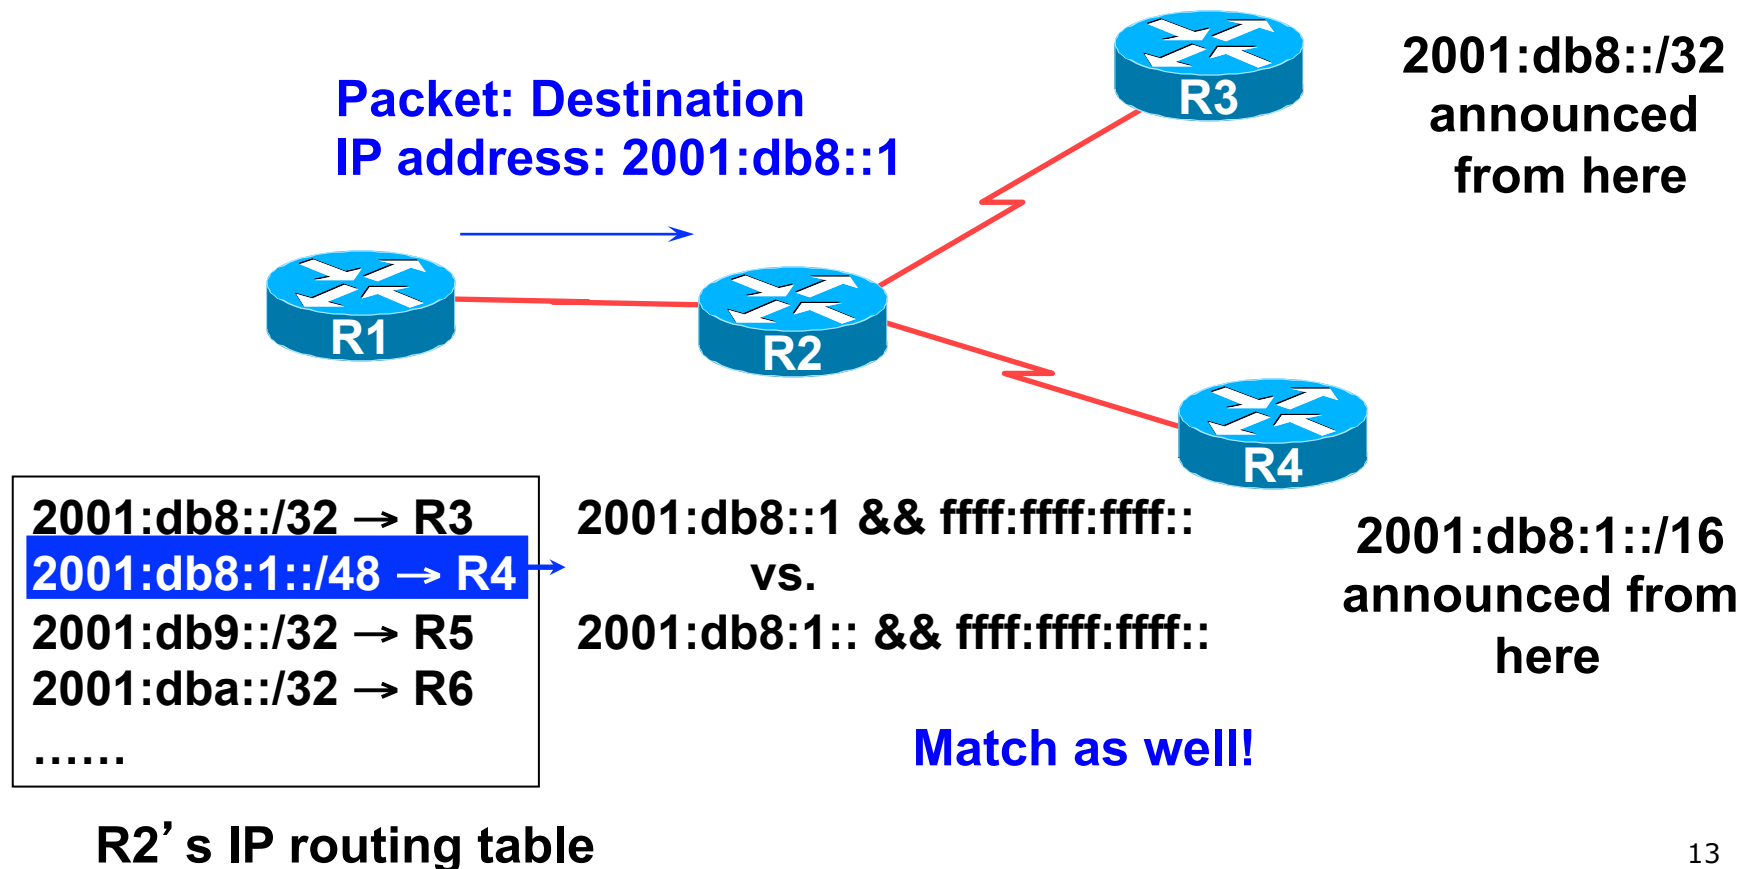 Packet: Destination
IP address: 2001:db8::1
R3
2001:db8::/32
announced
from here
R1
R2
R4
2001:db8::/32 → R3
2001:db8:1::/48 → R4
2001:db9::/32 → R5
2001:dba::/32 → R6
……
2001:db8::1 && ffff:ffff:ffff::
vs.
2001:db8:1:: && ffff:ffff:ffff::
2001:db8:1::/16
announced from
here
Match as well!
R2’s IP routing table
13